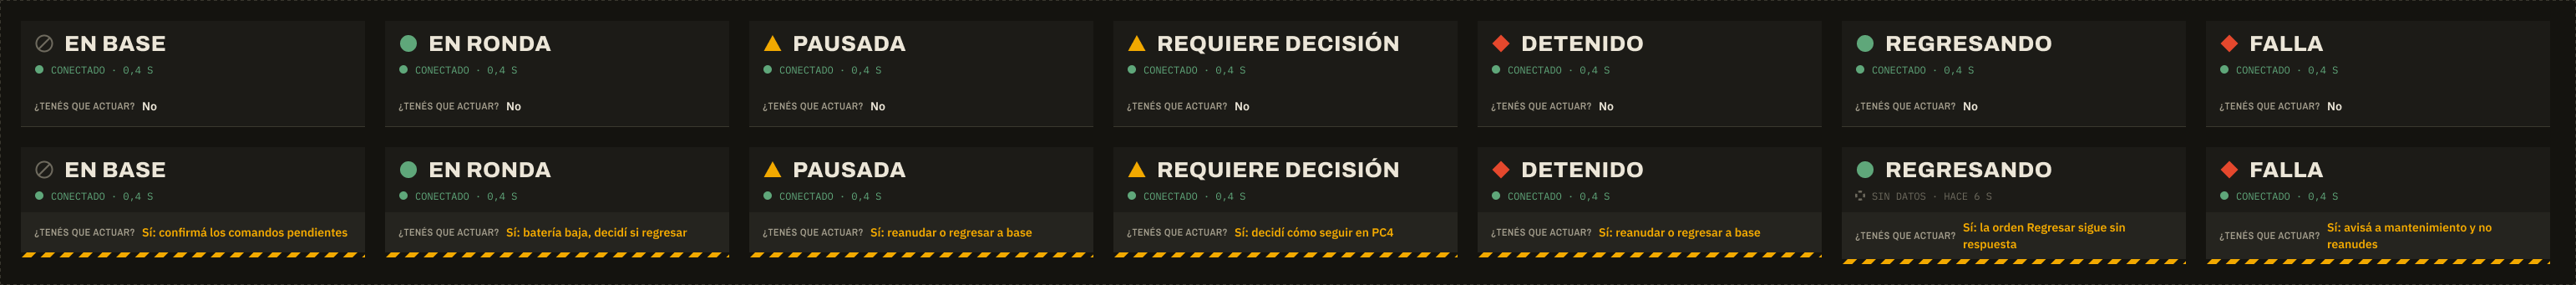 EN BASE
CONECTADO · 0,4 S
¿TENÉS QUE ACTUAR? No
EN RONDA
CONECTADO · 0,4 S
¿TENÉS QUE ACTUAR? No
PAUSADA
CONECTADO · 0,4 S
¿TENÉS QUE ACTUAR? No
REQUIERE DECISIÓN
CONECTADO · 0,4 S
¿TENÉS QUE ACTUAR? No
DETENIDO
CONECTADO · 0,4 S
¿TENÉS QUE ACTUAR? No
REGRESANDO
CONECTADO · 0,4 S
¿TENÉS QUE ACTUAR? No
FALLA
CONECTADO · 0,4 S
¿TENÉS QUE ACTUAR? No
EN BASE
CONECTADO · 0,4 S
¿TENÉS QUE ACTUAR? Sí: confirmá los comandos pendientes
EN RONDA
CONECTADO · 0,4 S
¿TENÉS QUE ACTUAR? Sí: batería baja, decidí si regresar
PAUSADA
CONECTADO · 0,4 S
¿TENÉS QUE ACTUAR? Sí: reanudar o regresar a base
REQUIERE DECISIÓN
CONECTADO · 0,4 S
¿TENÉS QUE ACTUAR? Sí: decidí cómo seguir en PC4
DETENIDO
CONECTADO · 0,4 S
¿TENÉS QUE ACTUAR? Sí: reanudar o regresar a base
REGRESANDO
SIN DATOS · HACE 6 S
¿TENÉS QUE ACTUAR? Sí: la orden Regresar sigue sin
respuesta
FALLA
CONECTADO · 0,4 S
¿TENÉS QUE ACTUAR? Sí: avisá a mantenimiento y no
reanudes